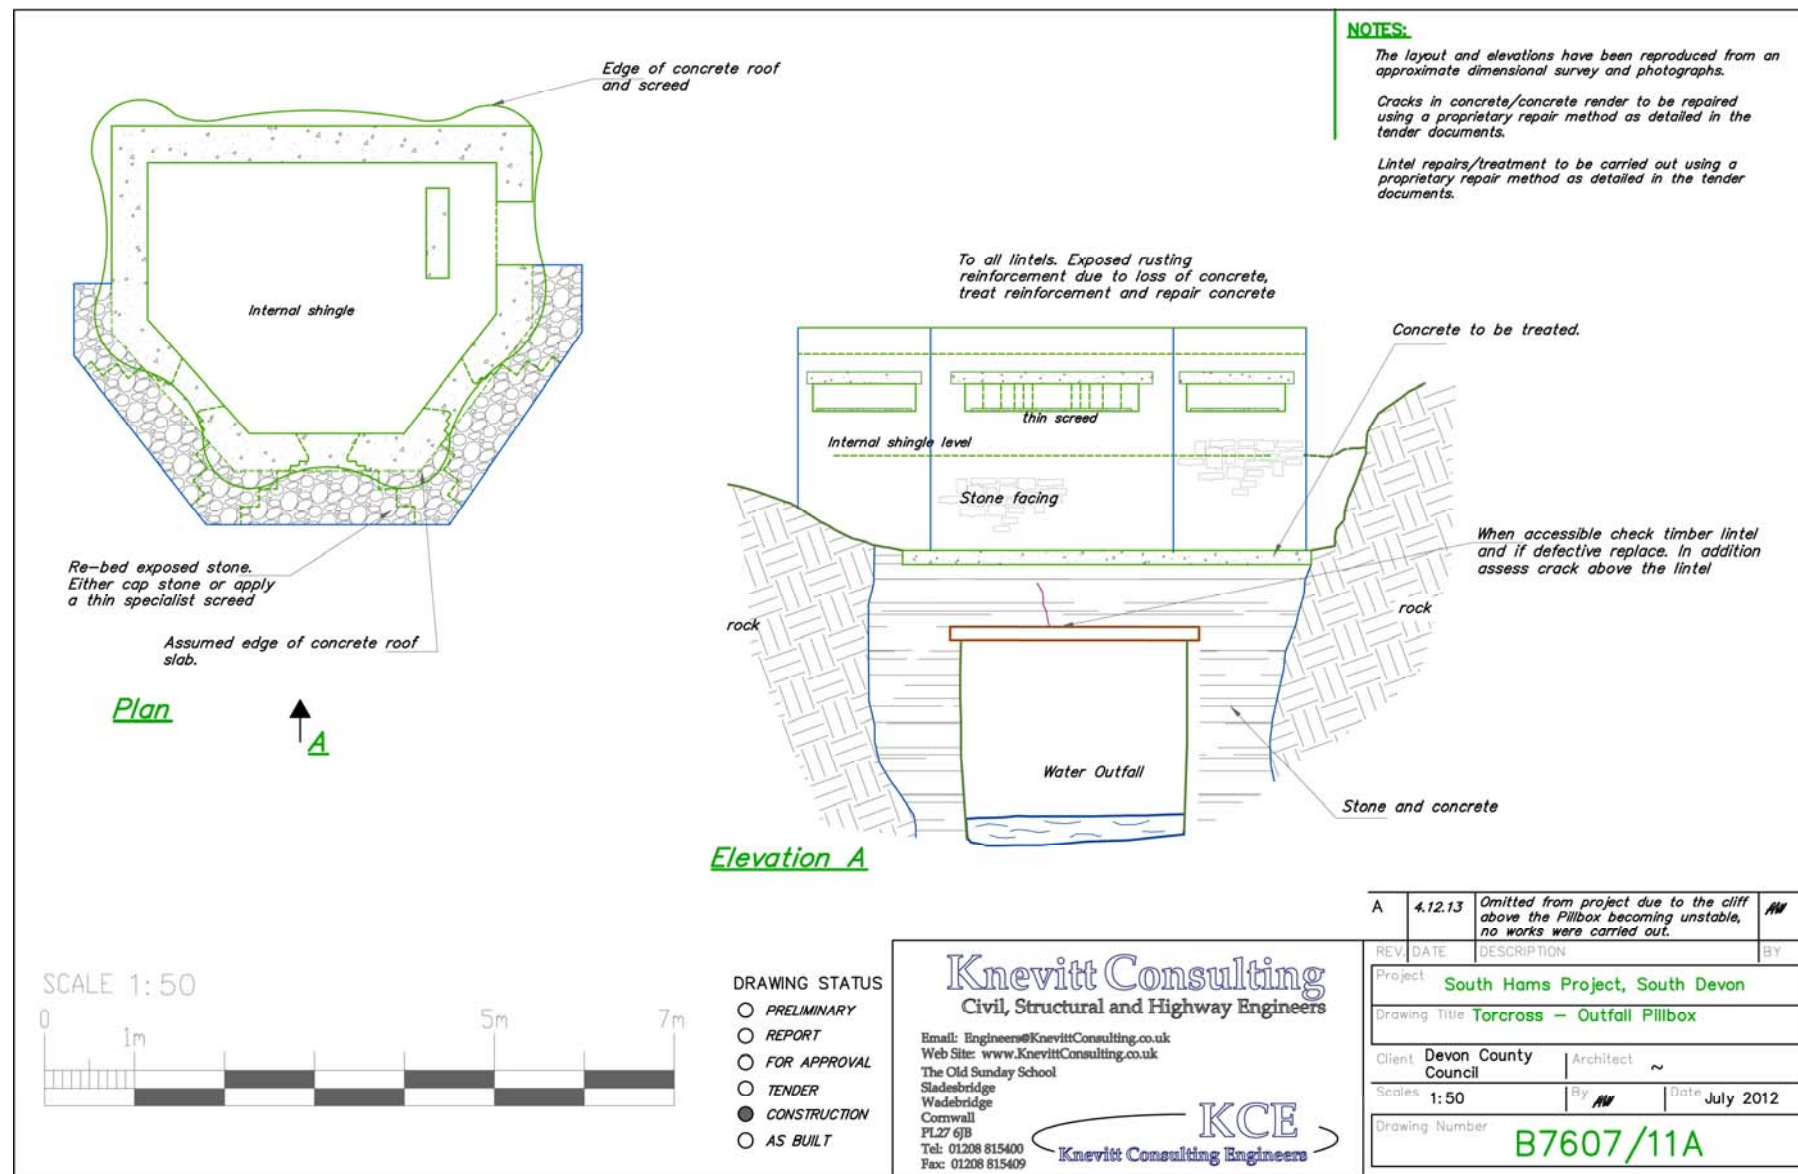 NOTES:
The layout and elevations have been reproduced from an
approximate dimensional survey and photographs.
Cracks in concrete/concrete render to be repaired
using a proprietary repair method as detailed in the
tender documents.
Lintel repairs/treatment to be carried out using a
proprietary repair method as detailed in the tender
documents.
Edge of concrete roof
and screed
Internal shingle
Re-bed exposed stone.
Either cap stone or apply
a thin specialist screed
Assumed edge of concrete roof
slab.
Plan
A
To all lintels. Exposed rusting
reinforcement due to loss of concrete,
treat reinforcement and repair concrete
Concrete to be treated.
thin screed
Internal shingle level
Stone facing
When accessible check timber lintel
and if defective replace. In addition
assess crack above the lintel
rock
rock
Water Outfall
Stone and concrete
Elevation A
SCALE 1:50
0
1m
5m
7m
DRAWING STATUS
PRELIMINARY
REPORT
FOR APPROVAL
TENDER
CONSTRUCTION
AS BUILT
Knevitt Consulting
Civil, Structural and Highway Engineers
Email: Engineers@KnevittConsulting.co.uk
Web Site: www.KnevittConsulting.co.uk
The Old Sunday School
Sladesbridge
Wadebridge
Cornwall
PL27 6JB
Tel: 01208 815400
Fax: 01208 815409
KCE
Knevitt Consulting Engineers
A 4.12.13 Omitted from project due to the cliff
above the Pillbox becoming unstable,
no works were carried out.
REV. DATE DESCRIPTION BY
Project South Hams Project, South Devon
Drawing Title Torcross - Outfall Pillbox
Client Devon County
Council
Architect ~
Scales 1:50 By AW Date July 2012
Drawing Number B7607/11A